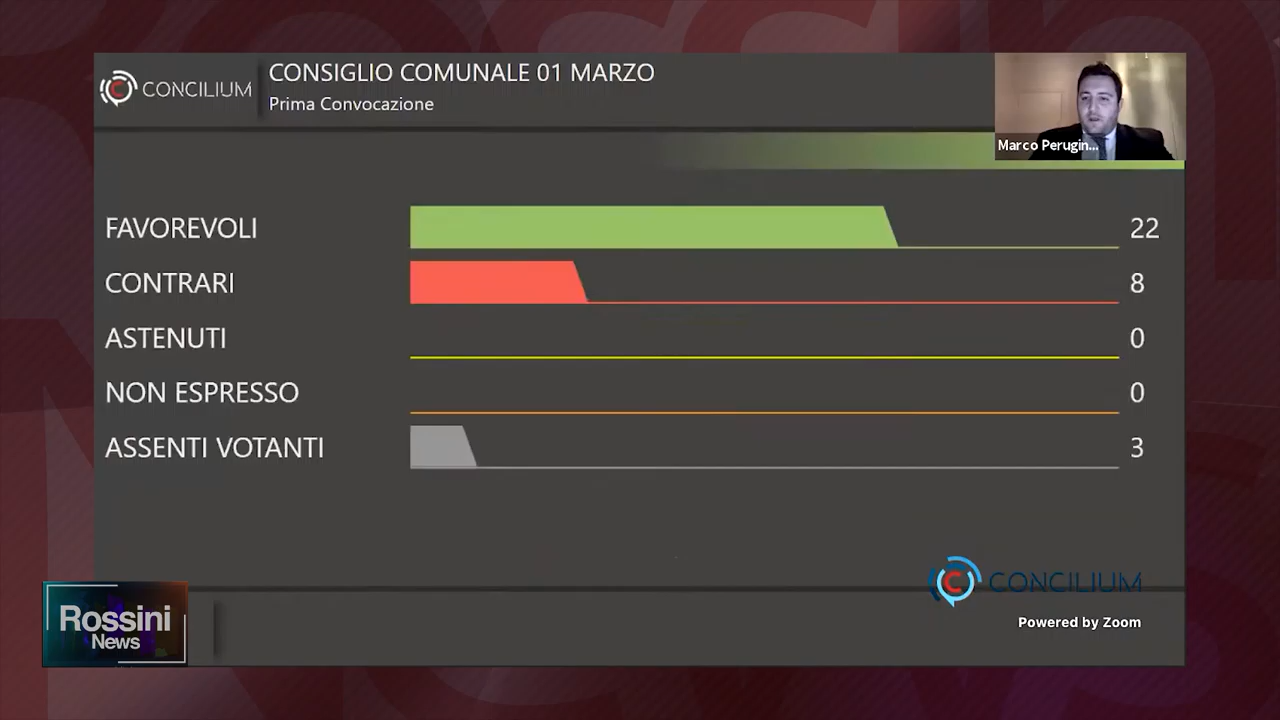 CONCILIUM
CONSIGLIO COMUNALE 01 MARZO
Prima Convocazione
Marco Perugin...
FAVOREVOLI 22
CONTRARI 8
ASTENUTI 0
NON ESPRESSO 0
ASSENTI VOTANTI 3
CONCILIUM
Powered by Zoom
Rossini
News